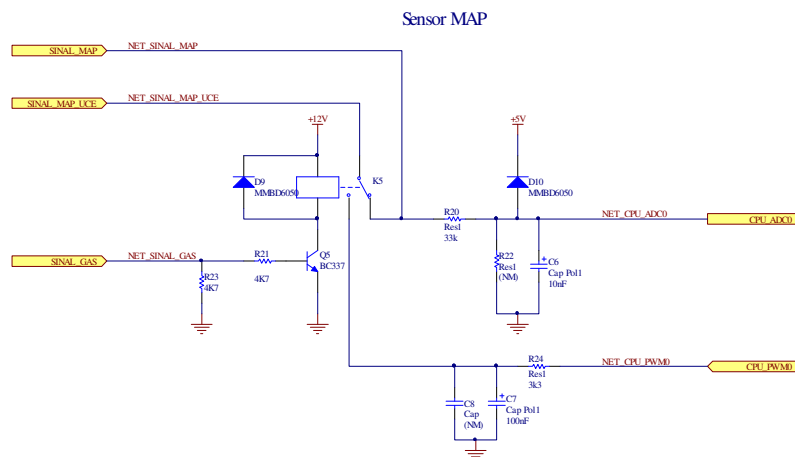 Sensor MAP
SINAL_MAP
NET_SINAL_MAP
SINAL_MAP_UCE
NET_SINAL_MAP_UCE
+12V
+5V
D9
MMBD6050
K5
D10
MMBD6050
R20
Res1
33k
NET_CPU_ADC0
CPU_ADC0
SINAL_GAS
NET_SINAL_GAS
R21
4K7
Q5
BC337
R23
4K7
R22
Res1
(NM)
C6
Cap Pol1
10nF
R24
Res1
3k3
NET_CPU_PWM0
CPU_PWM0
C8
Cap
(NM)
C7
Cap Pol1
100nF